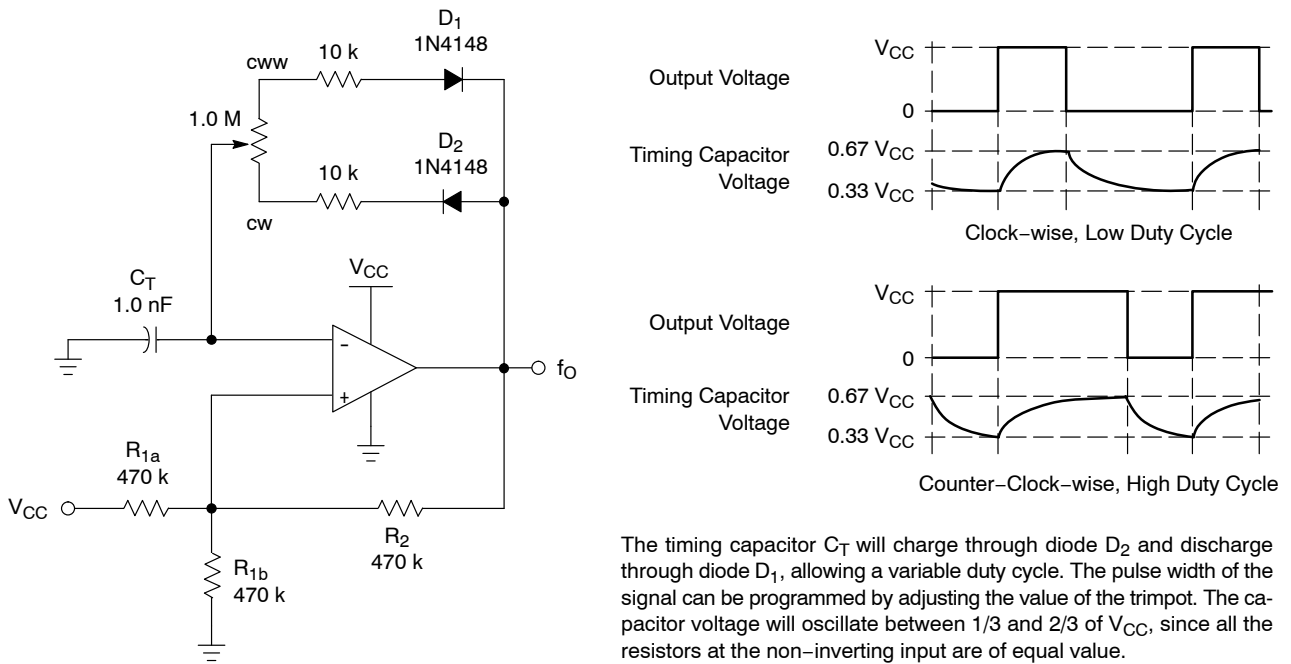 D1
1N4148
10 k
cww
1.0 M
D2
1N4148
10 k
cw
CT
1.0 nF
VCC
-
+
fO
R1a
470 k
VCC
R2
470 k
R1b
470 k
Output Voltage
VCC
0
Timing Capacitor
Voltage
0.67 VCC
0.33 VCC
Clock−wise, Low Duty Cycle
Output Voltage
VCC
0
Timing Capacitor
Voltage
0.67 VCC
0.33 VCC
Counter−Clock−wise, High Duty Cycle
The timing capacitor CT will charge through diode D2 and discharge
through diode D1, allowing a variable duty cycle. The pulse width of the
signal can be programmed by adjusting the value of the trimpot. The ca-
pacitor voltage will oscillate between 1/3 and 2/3 of VCC, since all the
resistors at the non−inverting input are of equal value.